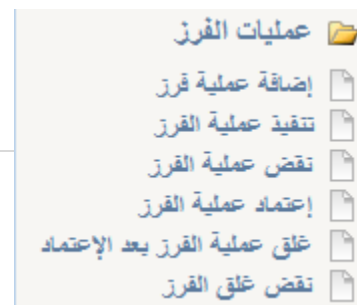 عمليات الفرز
إضافة عملية فرز
تنفيذ عملية الفرز
نقض عملية الفرز
إعتماد عملية الفرز
غلق عملية الفرز بعد الإعتماد
نقض غلق الفرز